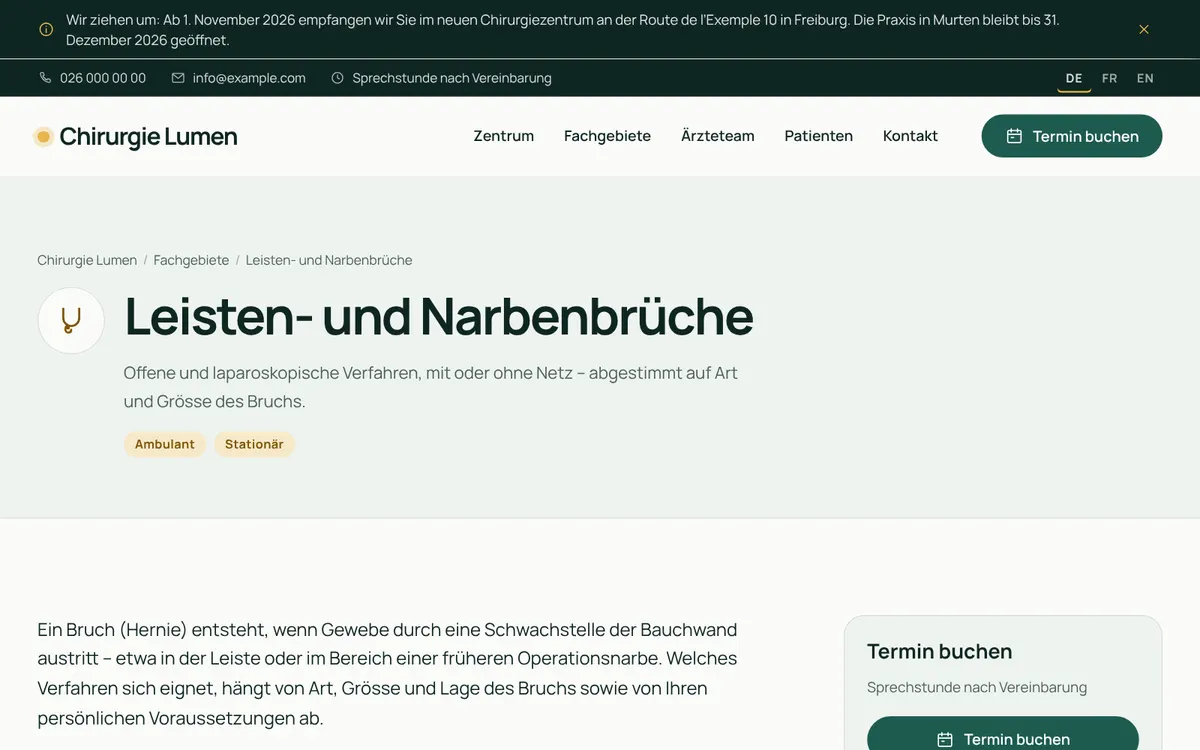 Wir ziehen um: Ab 1. November 2026 empfangen wir Sie im neuen Chirurgiezentrum an der Route de l'Exemple 10 in Freiburg. Die Praxis in Murten bleibt bis 31.
Dezember 2026 geöffnet.
026 000 00 00 info@example.com Sprechstunde nach Vereinbarung DE FR EN
Chirurgie Lumen Zentrum Fachgebiete Ärzteteam Patienten Kontakt Termin buchen
Chirurgie Lumen / Fachgebiete / Leisten- und Narbenbrüche
Leisten- und Narbenbrüche
Offene und laparoskopische Verfahren, mit oder ohne Netz – abgestimmt auf Art
und Grösse des Bruchs.
Ambulant Stationär
Ein Bruch (Hernie) entsteht, wenn Gewebe durch eine Schwachstelle der Bauchwand
austritt – etwa in der Leiste oder im Bereich einer früheren Operationsnarbe. Welches
Verfahren sich eignet, hängt von Art, Grösse und Lage des Bruchs sowie von Ihren
persönlichen Voraussetzungen ab.
Termin buchen
Sprechstunde nach Vereinbarung
Termin buchen